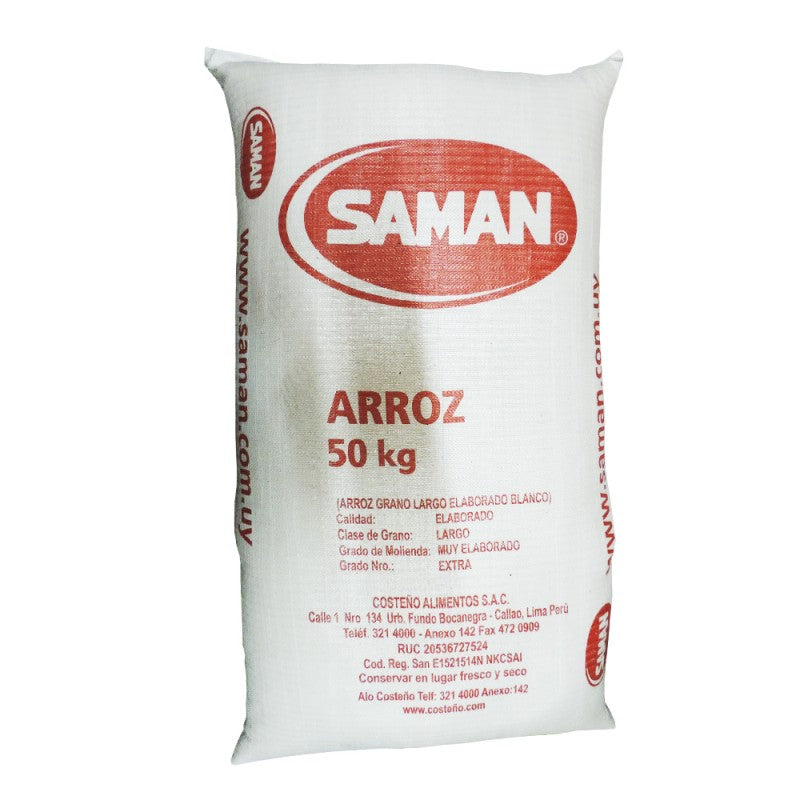 SAMAN
www.saman.com.uy
SAMAN®
ARROZ
50 kg
(ARROZ GRANO LARGO ELABORADO BLANCO)
Calidad: ELABORADO
Clase de Grano: LARGO
Grado de Molienda: MUY ELABORADO
Grado Nro.: EXTRA
COSTEÑO ALIMENTOS S.A.C.
Calle 1 Nro 134 Urb. Fundo Bocanegra - Callao, Lima Perú
Teléf. 321 4000 - Anexo 142 Fax 472 0909
RUC 20536727524
Cod. Reg. San E1521514N NKCSAI
Conservar en lugar fresco y seco
Alo Costeño Telf: 321 4000 Anexo:142
www.costeño.com
www.saman.com.uy
SAMAN